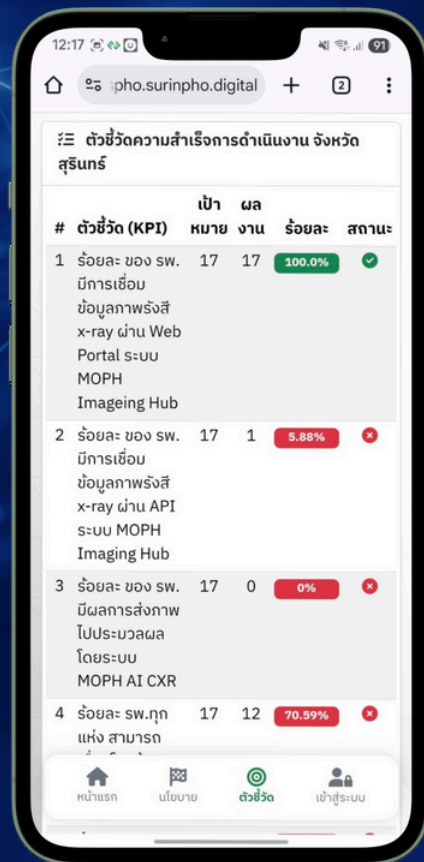 12:17
91
spho.surinpho.digital
2
ตัวชี้วัดความสำเร็จการดำเนินงาน จังหวัด
สุรินทร์
# ตัวชี้วัด (KPI) เป้าหมาย ผลงาน ร้อยละ สถานะ
1 ร้อยละ ของ รพ. 17 17 100.0%
มีการเชื่อม
ข้อมูลภาพรังสี
x-ray ผ่าน Web
Portal ระบบ
MOPH
Imageing Hub
2 ร้อยละ ของ รพ. 17 1 5.88%
มีการเชื่อม
ข้อมูลภาพรังสี
x-ray ผ่าน API
ระบบ MOPH
Imaging Hub
3 ร้อยละ ของ รพ. 17 0 0%
มีผลการส่งภาพ
ไปประมวลผล
โดยระบบ
MOPH AI CXR
4 ร้อยละ รพ.ทุก 17 12 70.59%
แห่ง สามารถ
หน้าแรก นโยบาย ตัวชี้วัด เข้าสู่ระบบ